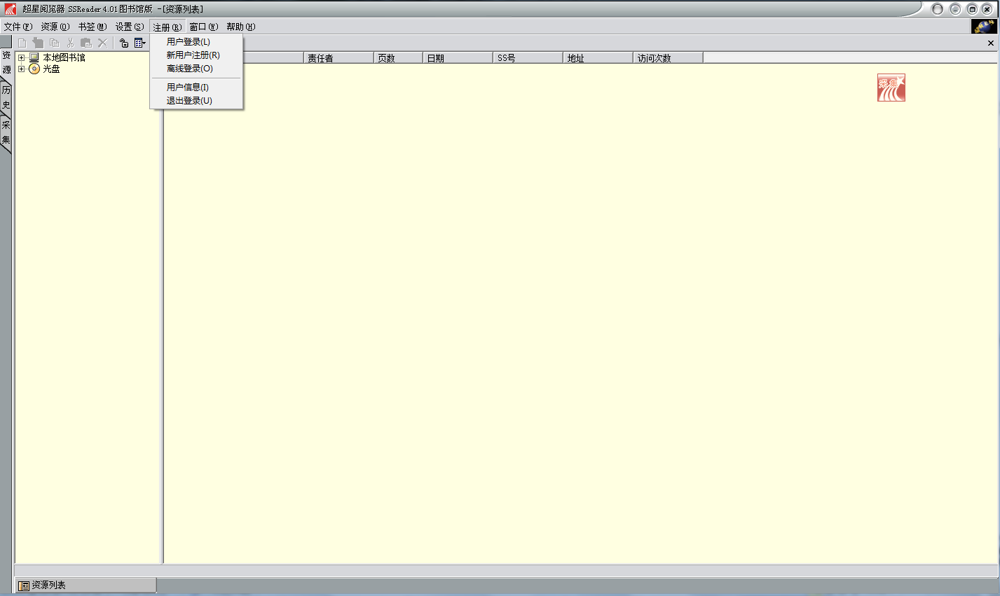 超星阅览器 SSReader 4.01 图书馆版 -[资源列表]
文件(F) 资源(O) 书签(M) 设置(S) 注册(R) 窗口(W) 帮助(H)
用户登录(L)
新用户注册(R)
离线登录(O)
用户信息(I)
退出登录(U)
资源
历史
采集
本地图书馆
光盘
责任者 页数 日期 SS号 地址 访问次数
采集
资源列表